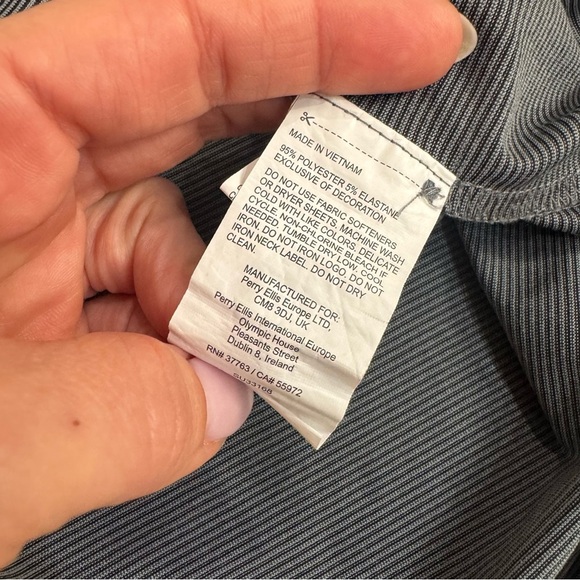 MADE IN VIETNAM
95% POLYESTER 5% ELASTANE
EXCLUSIVE OF DECORATION
DO NOT USE FABRIC SOFTENERS
OR DRYER SHEETS. MACHINE WASH
COLD WITH LIKE COLORS, DELICATE
CYCLE. NON-CHLORINE BLEACH IF
NEEDED. TUMBLE DRY LOW. COOL
IRON. DO NOT IRON LOGO. DO NOT
IRON NECK LABEL. DO NOT DRY
CLEAN.
MANUFACTURED FOR:
Perry Ellis Europe LTD,
CM8 3DJ, UK
Perry Ellis International Europe
Olympic House
Pleasants Street
Dublin 8, Ireland
RN# 37763 / CA# 55972